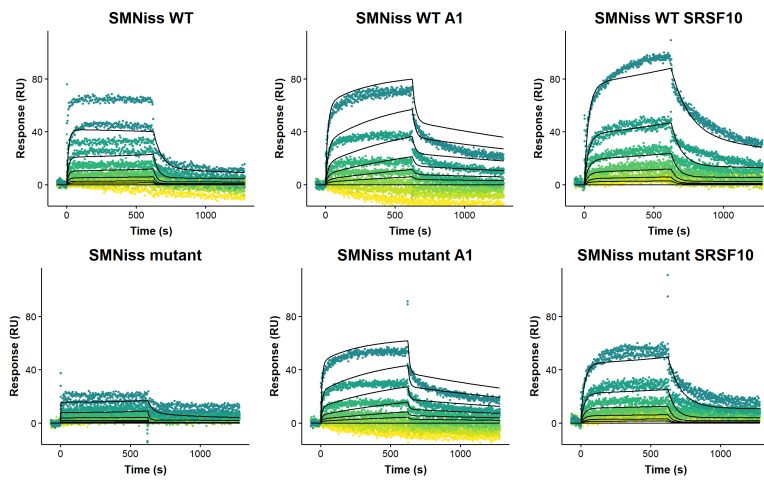 SMNiss WT
SMNiss WT A1
SMNiss WT SRSF10
Response (RU)
80
40
0
0
500
1000
Time (s)
Response (RU)
80
40
0
0
500
1000
Time (s)
Response (RU)
80
40
0
0
500
1000
Time (s)
SMNiss mutant
SMNiss mutant A1
SMNiss mutant SRSF10
Response (RU)
80
40
0
0
500
1000
Time (s)
Response (RU)
80
40
0
0
500
1000
Time (s)
Response (RU)
80
40
0
0
500
1000
Time (s)